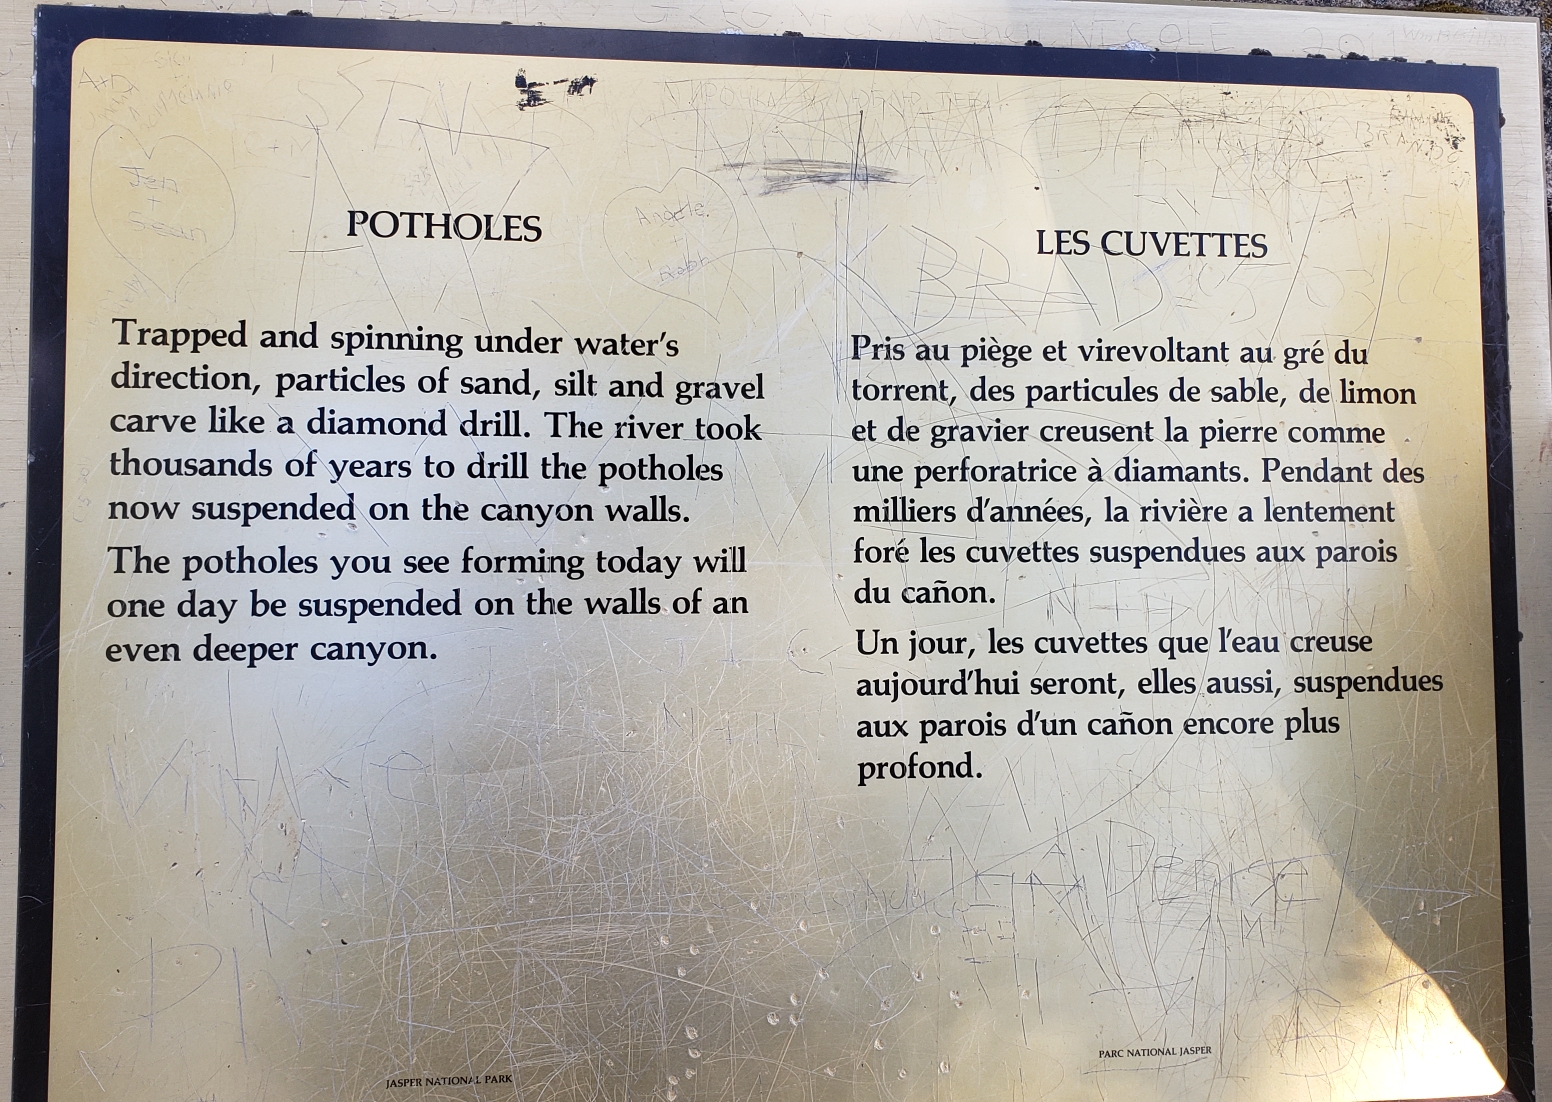 POTHOLES
Trapped and spinning under water's
direction, particles of sand, silt and gravel
carve like a diamond drill. The river took
thousands of years to drill the potholes
now suspended on the canyon walls.
The potholes you see forming today will
one day be suspended on the walls of an
even deeper canyon.
JASPER NATIONAL PARK
LES CUVETTES
Pris au piège et virevoltant au gré du
torrent, des particules de sable, de limon
et de gravier creusent la pierre comme
une perforatrice à diamants. Pendant des
milliers d'années, la rivière a lentement
foré les cuvettes suspendues aux parois
du cañon.
Un jour, les cuvettes que l'eau creuse
aujourd'hui seront, elles aussi, suspendues
aux parois d'un cañon encore plus
profond.
PARC NATIONAL JASPER
A+D
Jen
+
Sean
BRAD
NICOLE